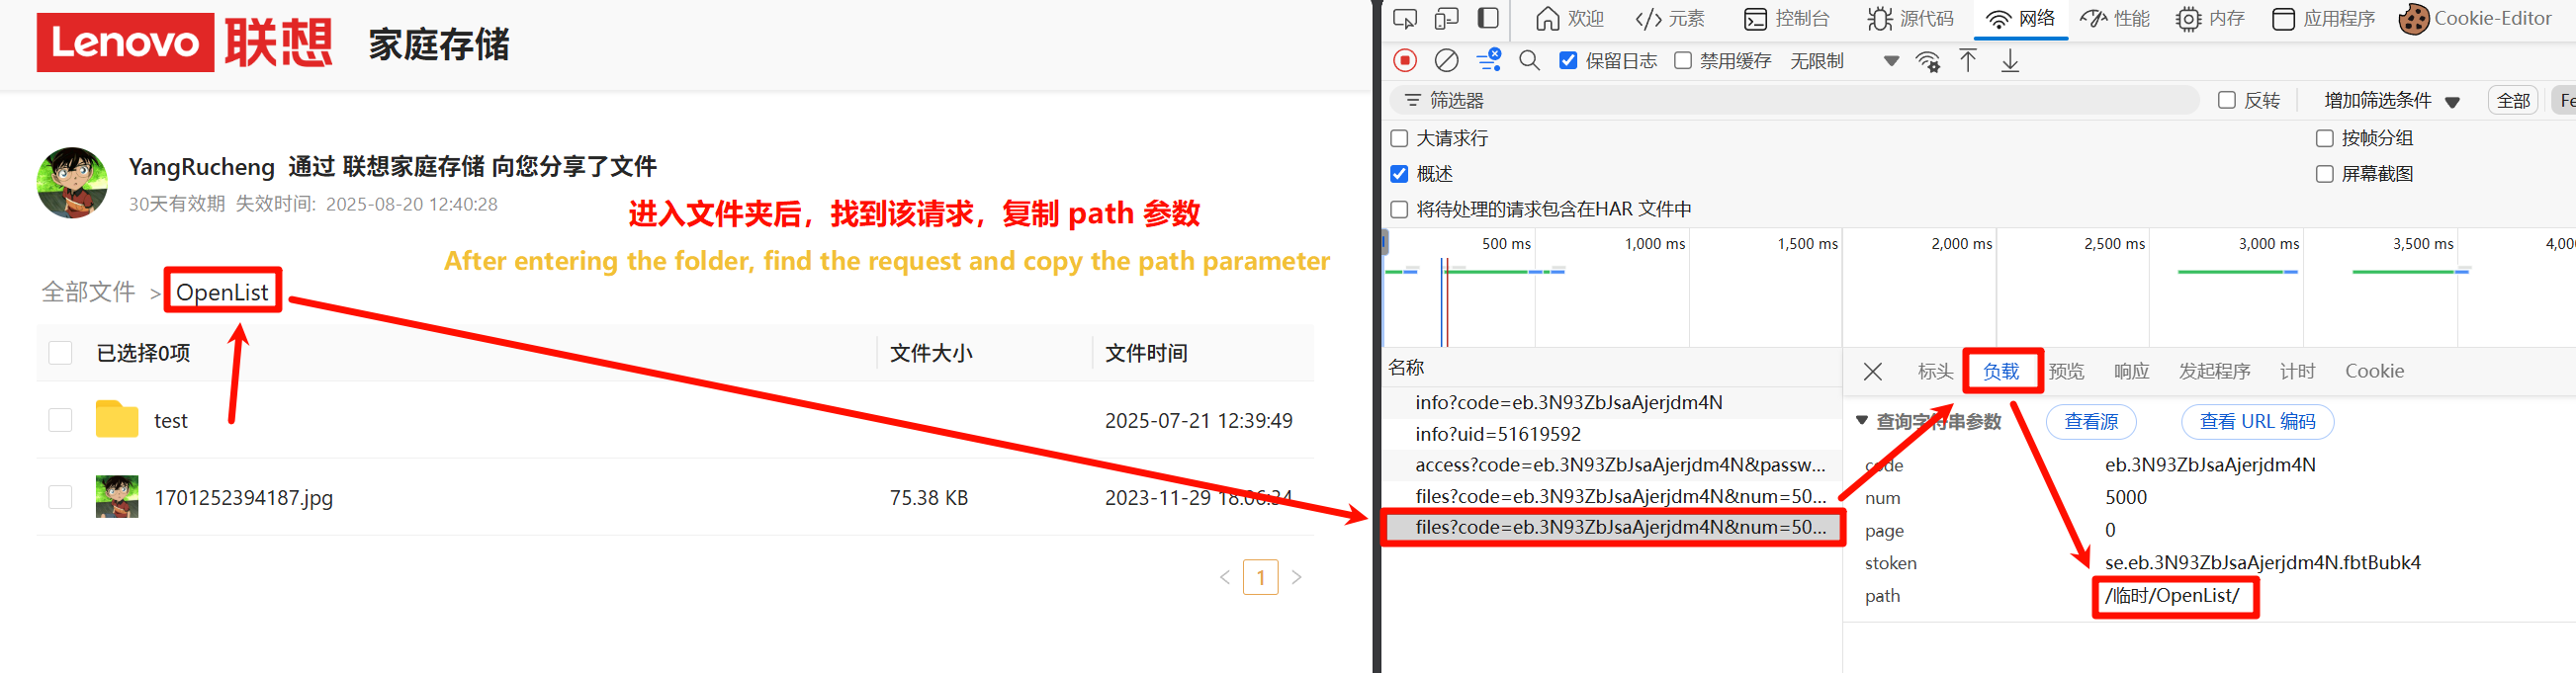 Lenovo 联想 家庭存储
YangRucheng 通过 联想家庭存储 向您分享了文件
30天有效期 失效时间: 2025-08-20 12:40:28
进入文件夹后，找到该请求，复制 path 参数
After entering the folder, find the request and copy the path parameter
全部文件 > OpenList
已选择0项 文件大小 文件时间
test 2025-07-21 12:39:49
1701252394187.jpg 75.38 KB 2023-11-29 18:06:34
< 1 >
欢迎 元素 控制台 源代码 网络 性能 内存 应用程序 Cookie-Editor
保留日志 禁用缓存 无限制
筛选器 反转 增加筛选条件 全部 Fe
大请求行 按帧分组
概述 屏幕截图
将待处理的请求包含在HAR 文件中
500 ms 1,000 ms 1,500 ms 2,000 ms 2,500 ms 3,000 ms 3,500 ms 4,00
名称
info?code=eb.3N93ZbJsaAjerjdm4N
info?uid=51619592
access?code=eb.3N93ZbJsaAjerjdm4N&passw...
files?code=eb.3N93ZbJsaAjerjdm4N&num=50...
files?code=eb.3N93ZbJsaAjerjdm4N&num=50...
标头 负载 预览 响应 发起程序 计时 Cookie
查询字符串参数 查看源 查看 URL 编码
code eb.3N93ZbJsaAjerjdm4N
num 5000
page 0
stoken se.eb.3N93ZbJsaAjerjdm4N.fbtBubk4
path /临时/OpenList/